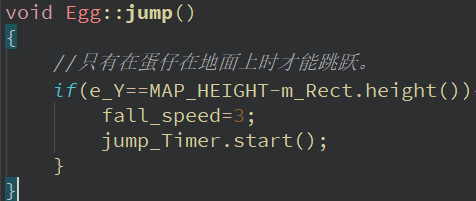 void Egg::jump()
{
//只有在蛋仔在地面上时才能跳跃。
if(e_Y==MAP_HEIGHT-m_Rect.height()){
fall_speed=3;
jump_Timer.start();
}
}